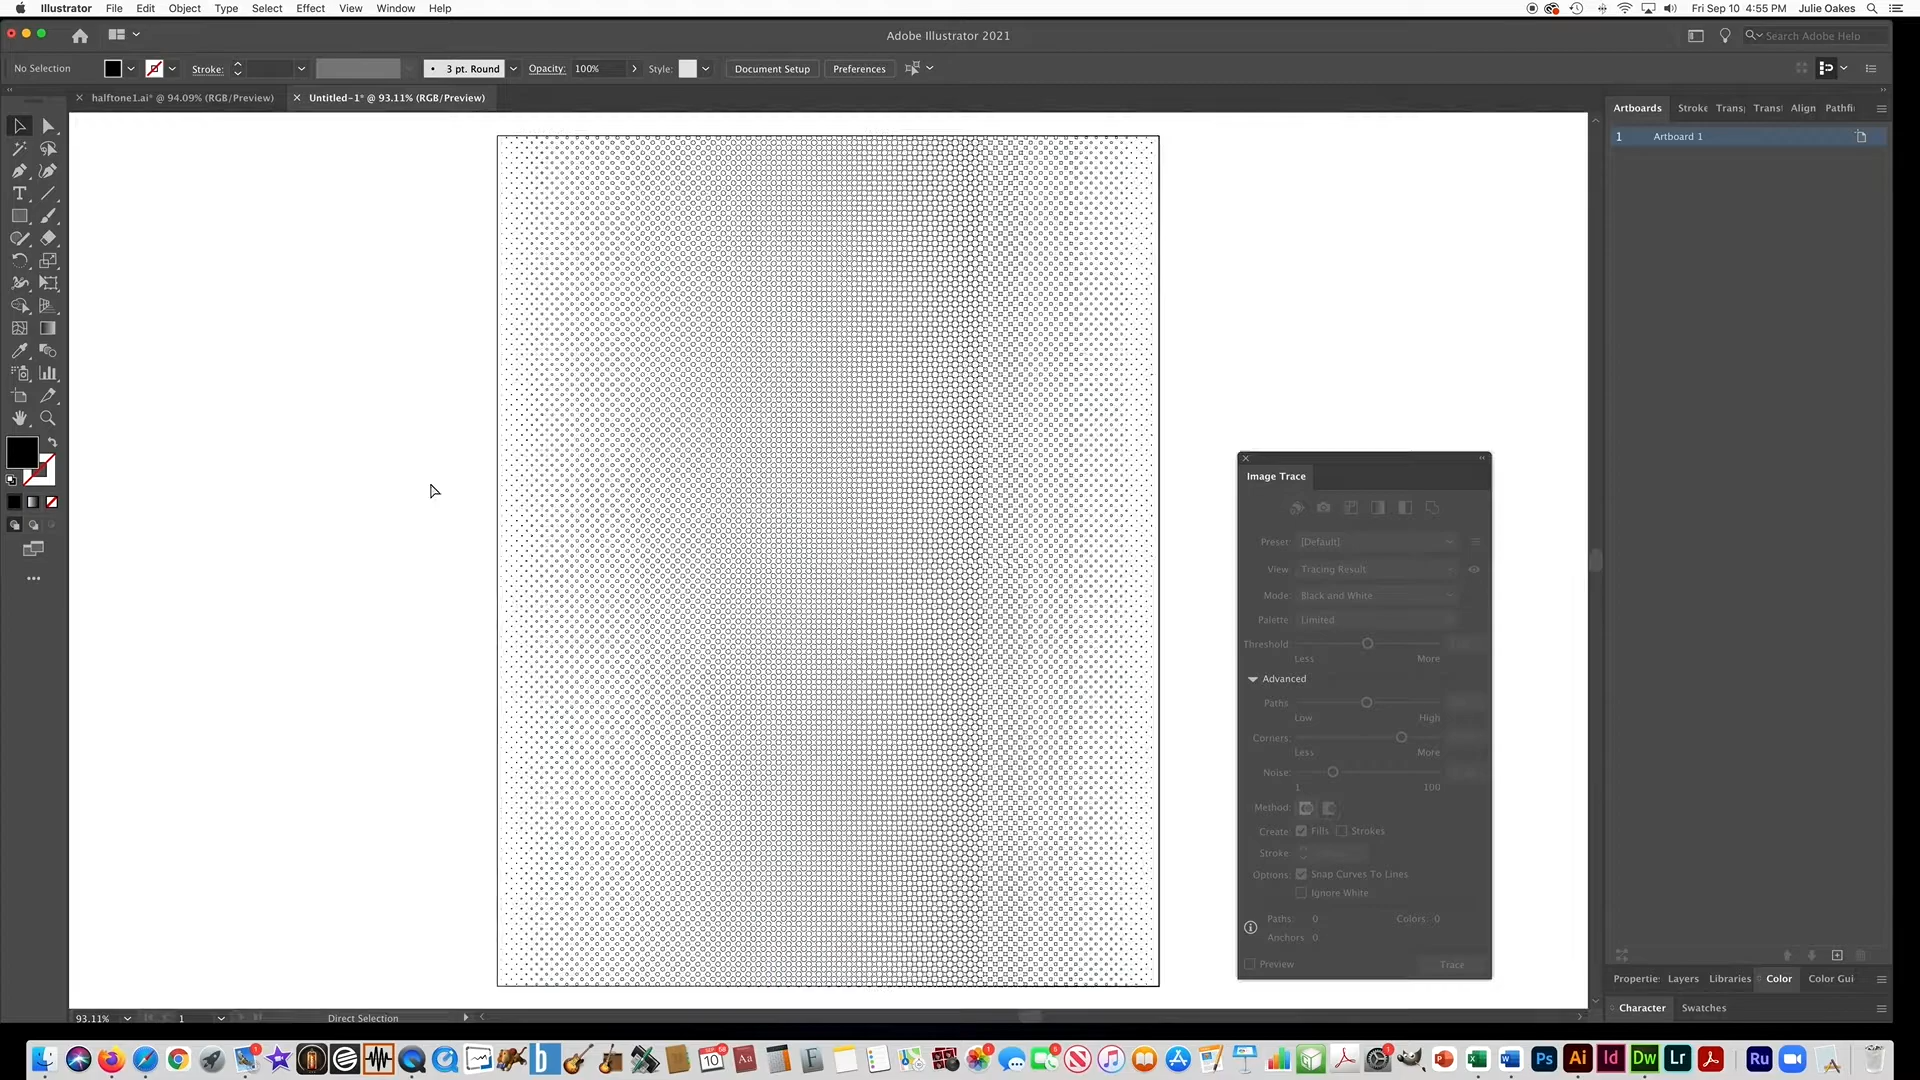 Illustrator File Edit Object Type Select Effect View Window Help
Fri Sep 10 4:55 PM Julie Oakes
Adobe Illustrator 2021
Search Adobe Help
No Selection
Stroke:
3 pt. Round
Opacity: 100%
Style:
Document Setup
Preferences
halftone1.ai* @ 94.09% (RGB/Preview)
Untitled-1* @ 93.11% (RGB/Preview)
Artboards Stroke Trans Trans Align Pathfi
1 Artboard 1
Image Trace
Preset: [Default]
View: Tracing Result
Mode: Black and White
Palette: Limited
Threshold:
Less More
Advanced
Paths:
Low High
Corners:
Less More
Noise:
1 100
Method:
Create: Fills Strokes
Stroke:
Options: Snap Curves To Lines
Ignore White
Paths: 0 Colors: 0
Anchors: 0
Preview
Trace
Propertie: Layers Libraries Color Color Gui
Character Swatches
93.11% 1 Direct Selection